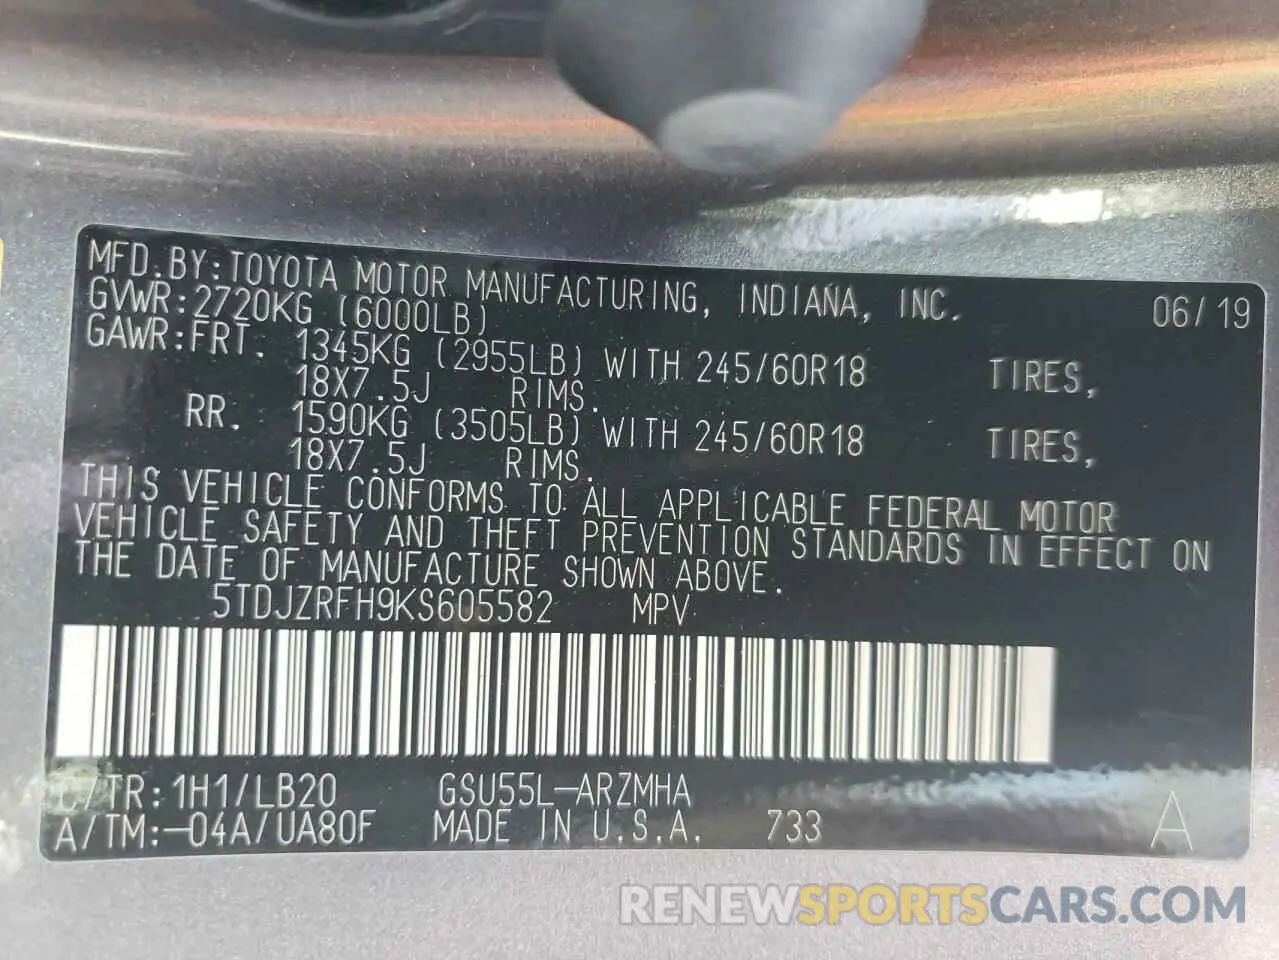 MFD.BY:TOYOTA MOTOR MANUFACTURING, INDIANA, INC. 06/19
GVWR:2720KG (6000LB)
GAWR:FRT. 1345KG (2955LB) WITH 245/60R18 TIRES,
18X7.5J RIMS.
RR. 1590KG (3505LB) WITH 245/60R18 TIRES,
18X7.5J RIMS.
THIS VEHICLE CONFORMS TO ALL APPLICABLE FEDERAL MOTOR
VEHICLE SAFETY AND THEFT PREVENTION STANDARDS IN EFFECT ON
THE DATE OF MANUFACTURE SHOWN ABOVE.
5TDJZRFH9KS605582 MPV
C/TR:1H1/LB20 GSU55L-ARZMHA
A/TM:-04A/UA80F MADE IN U.S.A. 733 A
RENEWSPORTSCARS.COM